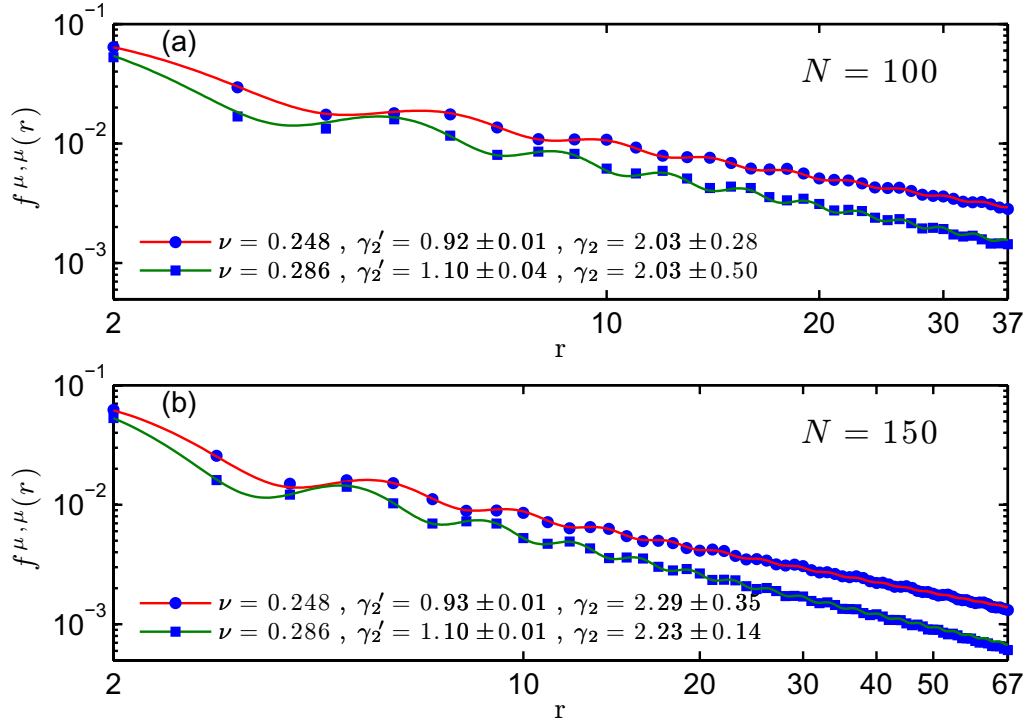 10⁻¹
(a)
N = 100
10⁻²
f^{μ,μ}(r)
ν = 0.248 , γ₂′ = 0.92 ± 0.01 , γ₂ = 2.03 ± 0.28
10⁻³
ν = 0.286 , γ₂′ = 1.10 ± 0.04 , γ₂ = 2.03 ± 0.50
2 10 20 30 37
r
10⁻¹
(b)
N = 150
10⁻²
f^{μ,μ}(r)
ν = 0.248 , γ₂′ = 0.93 ± 0.01 , γ₂ = 2.29 ± 0.35
10⁻³
ν = 0.286 , γ₂′ = 1.10 ± 0.01 , γ₂ = 2.23 ± 0.14
2 10 20 30 40 50 67
r